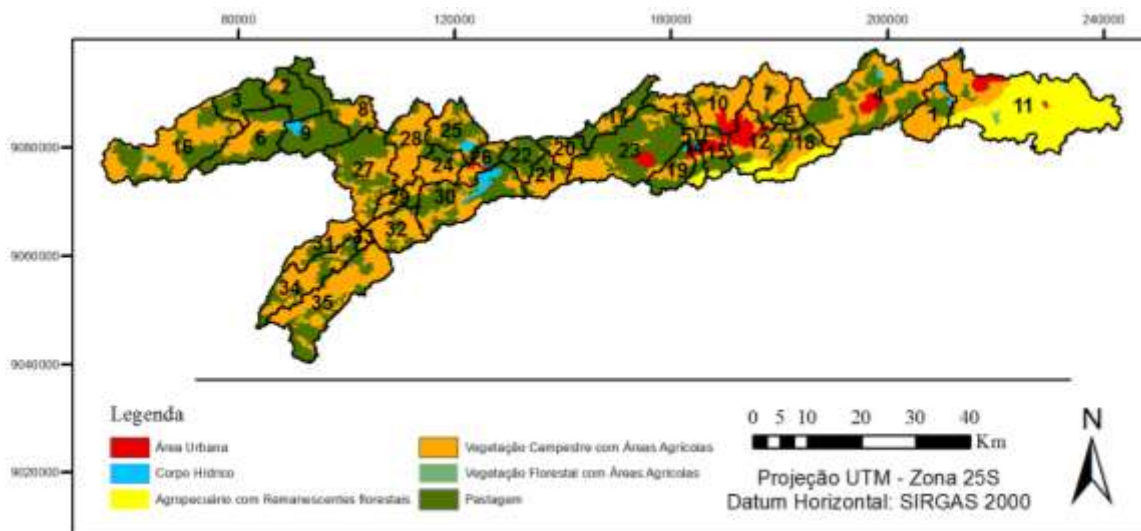 80000 120000 160000 200000 240000
9080000
9060000
9040000
9020000
3 2 8 16 6 9 28 25 27 24 26 22 20 21 29 30 31 33 32 34 35
17 13 10 7 5 4 1 11 23 12 18 15 19
Legenda
Área Urbana
Corpo Hídrico
Agropecuário com Remanescentes florestais
Vegetação Campestre com Áreas Agrícolas
Vegetação Florestal com Áreas Agrícolas
Pastagem
0 5 10 20 30 40
Km
Projeção UTM - Zona 25S
Datum Horizontal: SIRGAS 2000
N